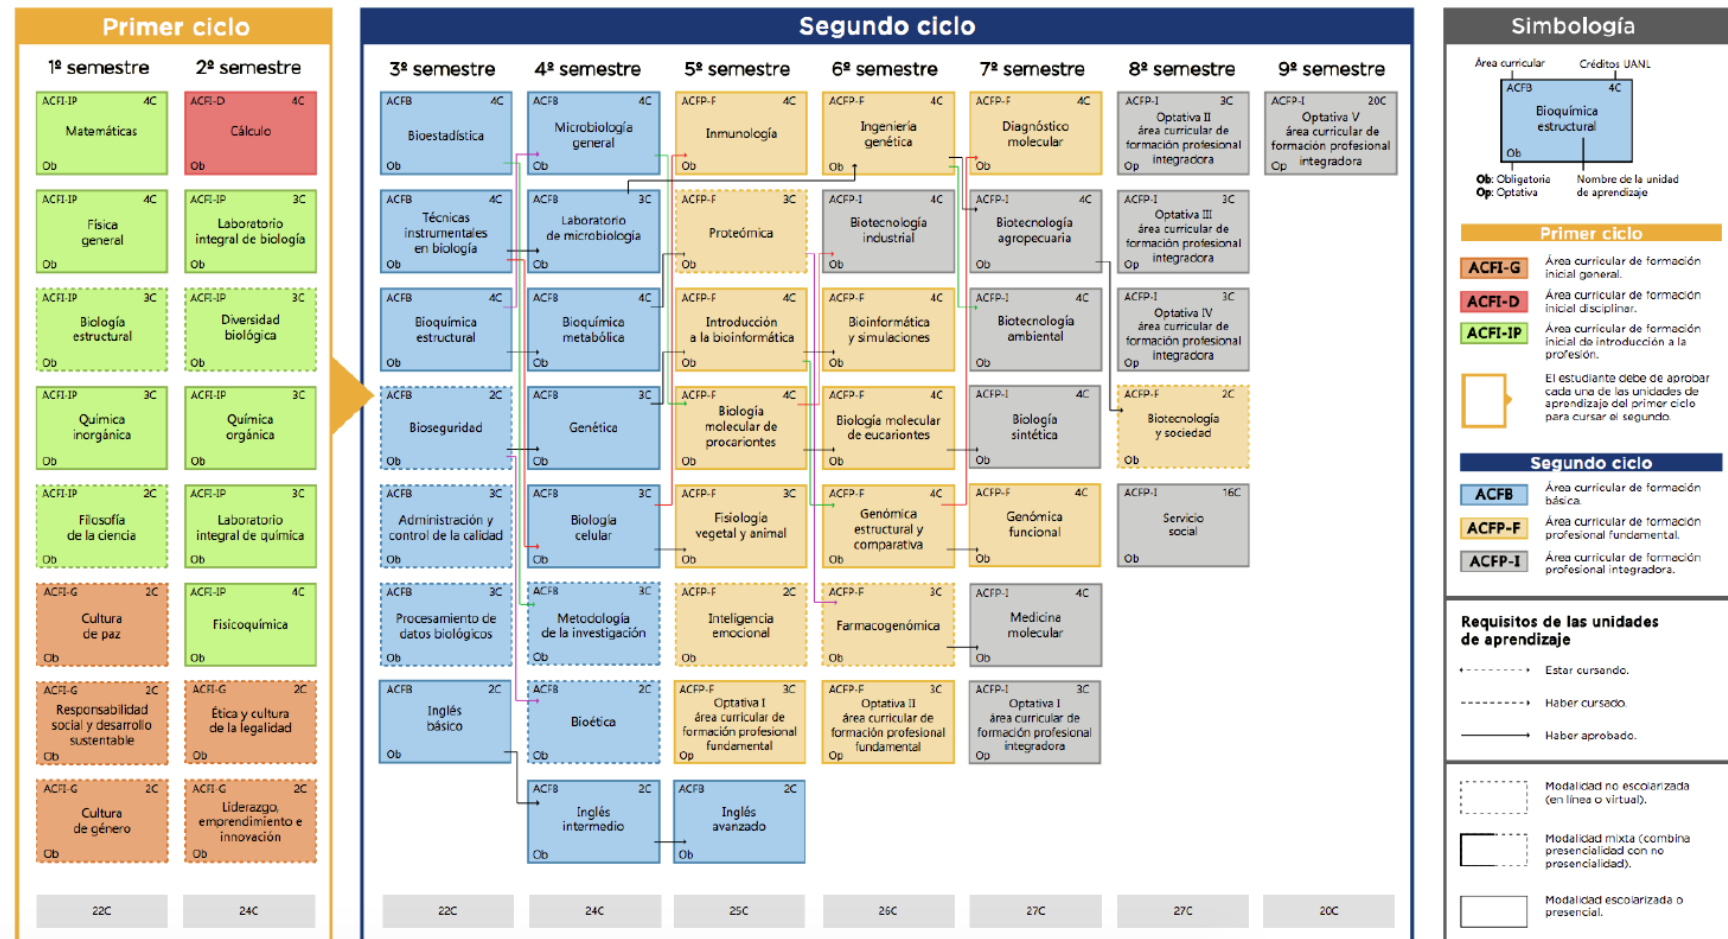 Primer ciclo
1º semestre
ACFI-IP 4C
Matemáticas
Ob
ACFI-IP 4C
Física
general
Ob
ACFI-IP 3C
Biología
estructural
Ob
ACFI-IP 3C
Química
inorgánica
Ob
ACFI-IP 2C
Filosofía
de la ciencia
Ob
ACFI-G 2C
Cultura
de paz
Ob
ACFI-G 2C
Responsabilidad
social y desarrollo
sustentable
Ob
ACFI-G 2C
Cultura
de género
Ob
22C
2º semestre
ACFI-D 4C
Cálculo
Ob
ACFI-IP 3C
Laboratorio
integral de biología
Ob
ACFI-IP 3C
Diversidad
biológica
Ob
ACFI-IP 3C
Química
orgánica
Ob
ACFI-IP 3C
Laboratorio
integral de química
Ob
ACFI-IP 4C
Fisicoquímica
Ob
ACFI-G 2C
Ética y cultura
de la legalidad
Ob
ACFI-G 2C
Liderazgo,
emprendimiento e
innovación
Ob
24C
Segundo ciclo
3º semestre
ACFB 4C
Bioestadística
Ob
ACFB 4C
Técnicas
instrumentales
en biología
Ob
ACFB 4C
Bioquímica
estructural
Ob
ACFB 2C
Bioseguridad
Ob
ACFB 3C
Administración y
control de la calidad
Ob
ACFB 3C
Procesamiento de
datos biológicos
Ob
ACFB 2C
Inglés
básico
Ob
22C
4º semestre
ACFB 4C
Microbiología
general
Ob
ACFB 3C
Laboratorio
de microbiología
Ob
ACFB 4C
Bioquímica
metabólica
Ob
ACFB 3C
Genética
Ob
ACFB 3C
Biología
celular
Ob
ACFB 3C
Metodología
de la investigación
Ob
ACFB 2C
Bioética
Ob
ACFB 2C
Inglés
intermedio
Ob
24C
5º semestre
ACFP-F 4C
Inmunología
Ob
ACFP-F 3C
Proteómica
Ob
ACFP-F 4C
Introducción
a la bioinformática
Ob
ACFP-F 4C
Biología
molecular de
procariontes
Ob
ACFP-F 3C
Fisiología
vegetal y animal
Ob
ACFP-F 2C
Inteligencia
emocional
Ob
ACFP-F 3C
Optativa I
área curricular de
formación profesional
fundamental
Op
ACFB 2C
Inglés
avanzado
Ob
25C
6º semestre
ACFP-F 4C
Ingeniería
genética
Ob
ACFP-I 4C
Biotecnología
industrial
Ob
ACFP-F 4C
Bioinformática
y simulaciones
Ob
ACFP-F 4C
Biología molecular
de eucariontes
Ob
ACFP-F 4C
Genómica
estructural y
comparativa
Ob
ACFP-F 3C
Farmacogenómica
Ob
ACFP-F 3C
Optativa II
área curricular de
formación profesional
fundamental
Op
26C
7º semestre
ACFP-F 4C
Diagnóstico
molecular
Ob
ACFP-I 4C
Biotecnología
agropecuaria
Ob
ACFP-I 4C
Biotecnología
ambiental
Ob
ACFP-I 4C
Biología
sintética
Ob
ACFP-F 4C
Genómica
funcional
Ob
ACFP-I 4C
Medicina
molecular
Ob
ACFP-I 3C
Optativa I
área curricular de
formación profesional
integradora
Op
27C
8º semestre
ACFP-I 3C
Optativa II
área curricular de
formación profesional
integradora
Op
ACFP-I 3C
Optativa III
área curricular de
formación profesional
integradora
Op
ACFP-I 3C
Optativa IV
área curricular de
formación profesional
integradora
Op
ACFP-F 2C
Biotecnología
y sociedad
Ob
ACFP-I 16C
Servicio
social
Ob
27C
9º semestre
ACFP-I 20C
Optativa V
área curricular de
formación profesional
integradora
Op
20C
Simbología
Área curricular Créditos UANL
ACFB 4C
Bioquímica
estructural
Ob
Ob: Obligatoria
Op: Optativa
Nombre de la unidad
de aprendizaje
Primer ciclo
ACFI-G
Área curricular de formación
inicial general.
ACFI-D
Área curricular de formación
inicial disciplinar.
ACFI-IP
Área curricular de formación
inicial de introducción a la
profesión.
El estudiante debe de aprobar
cada una de las unidades de
aprendizaje del primer ciclo
para cursar el segundo.
Segundo ciclo
ACFB
Área curricular de formación
básica.
ACFP-F
Área curricular de formación
profesional fundamental.
ACFP-I
Área curricular de formación
profesional integradora.
Requisitos de las unidades
de aprendizaje
Estar cursando.
Haber cursado.
Haber aprobado.
Modalidad no escolarizada
(en línea o virtual).
Modalidad mixta (combina
presencialidad con no
presencialidad).
Modalidad escolarizada o
presencial.